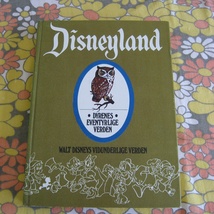 Disneyland
• DYRENES •
EVENTYRLIGE
VERDEN
WALT DISNEYS VIDUNDERLIGE VERDEN